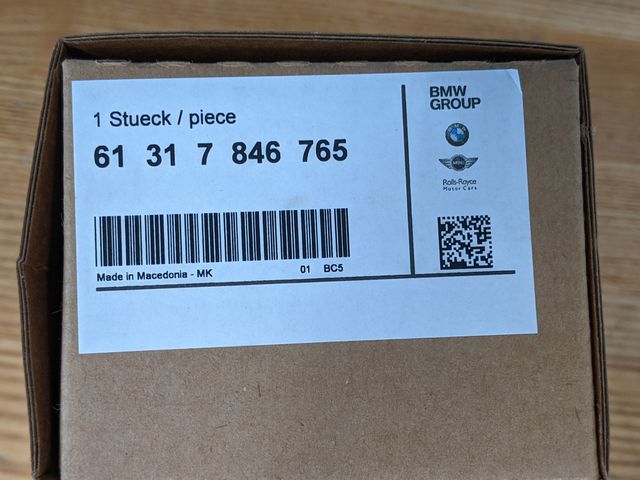 1 Stueck / piece
61 31 7 846 765
Made in Macedonia - MK
01 BC5
BMW
GROUP
MINI
Rolls-Royce
Motor Cars